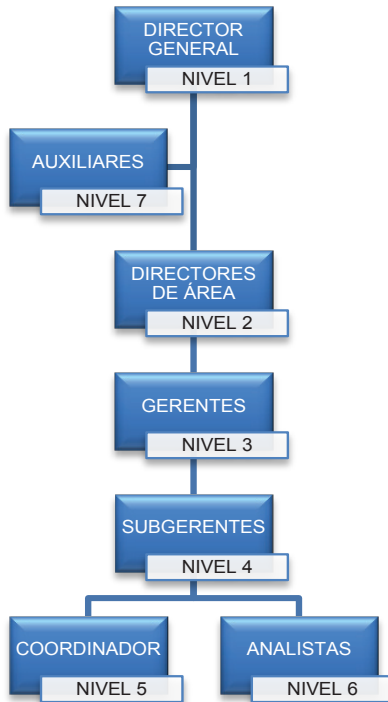 DIRECTOR
GENERAL
NIVEL 1
AUXILIARES
NIVEL 7
DIRECTORES
DE ÁREA
NIVEL 2
GERENTES
NIVEL 3
SUBGERENTES
NIVEL 4
COORDINADOR
NIVEL 5
ANALISTAS
NIVEL 6